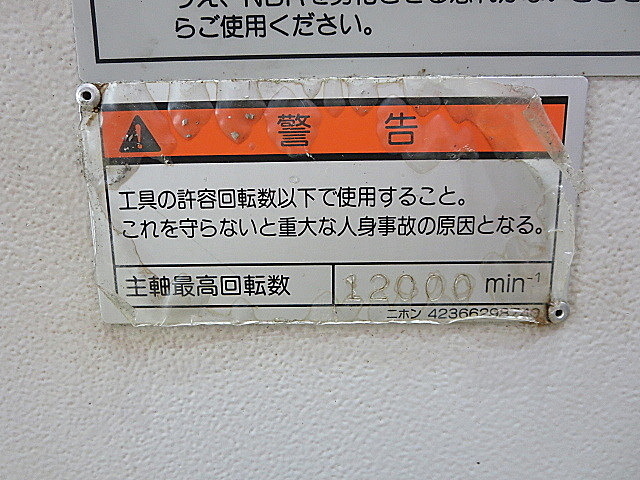 らご使用ください。
警告
工具の許容回転数以下で使用すること。
これを守らないと重大な人身事故の原因となる。
主軸最高回転数 12000 min⁻¹
ニホン